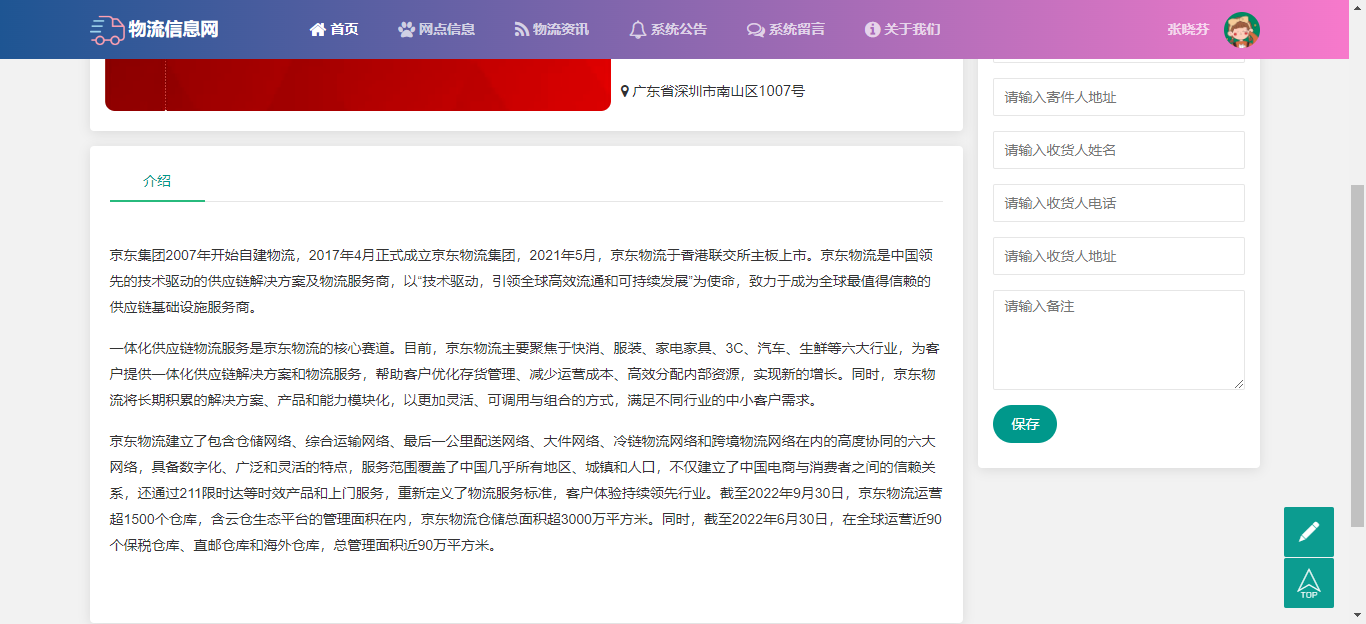 物流信息网
首页
网点信息
物流资讯
系统公告
系统留言
关于我们
张晓芬
广东省深圳市南山区1007号
介绍
京东集团2007年开始自建物流，2017年4月正式成立京东物流集团，2021年5月，京东物流于香港联交所主板上市。京东物流是中国领
先的技术驱动的供应链解决方案及物流服务商，以“技术驱动，引领全球高效流通和可持续发展”为使命，致力于成为全球最值得信赖的
供应链基础设施服务商。
一体化供应链物流服务是京东物流的核心赛道。目前，京东物流主要聚焦于快消、服装、家电家具、3C、汽车、生鲜等六大行业，为客
户提供一体化供应链解决方案和物流服务，帮助客户优化存货管理、减少运营成本、高效分配内部资源，实现新的增长。同时，京东物
流将长期积累的解决方案、产品和能力模块化，以更加灵活、可调用与组合的方式，满足不同行业的中小客户需求。
京东物流建立了包含仓储网络、综合运输网络、最后一公里配送网络、大件网络、冷链物流网络和跨境物流网络在内的高度协同的六大
网络，具备数字化、广泛和灵活的特点，服务范围覆盖了中国几乎所有地区、城镇和人口，不仅建立了中国电商与消费者之间的信赖关
系，还通过211限时达等时效产品和上门服务，重新定义了物流服务标准，客户体验持续领先行业。截至2022年9月30日，京东物流运营
超1500个仓库，含云仓生态平台的管理面积在内，京东物流仓储总面积超3000万平方米。同时，截至2022年6月30日，在全球运营近90
个保税仓库、直邮仓库和海外仓库，总管理面积近90万平方米。
请输入寄件人地址
请输入收货人姓名
请输入收货人电话
请输入收货人地址
请输入备注
保存
TOP